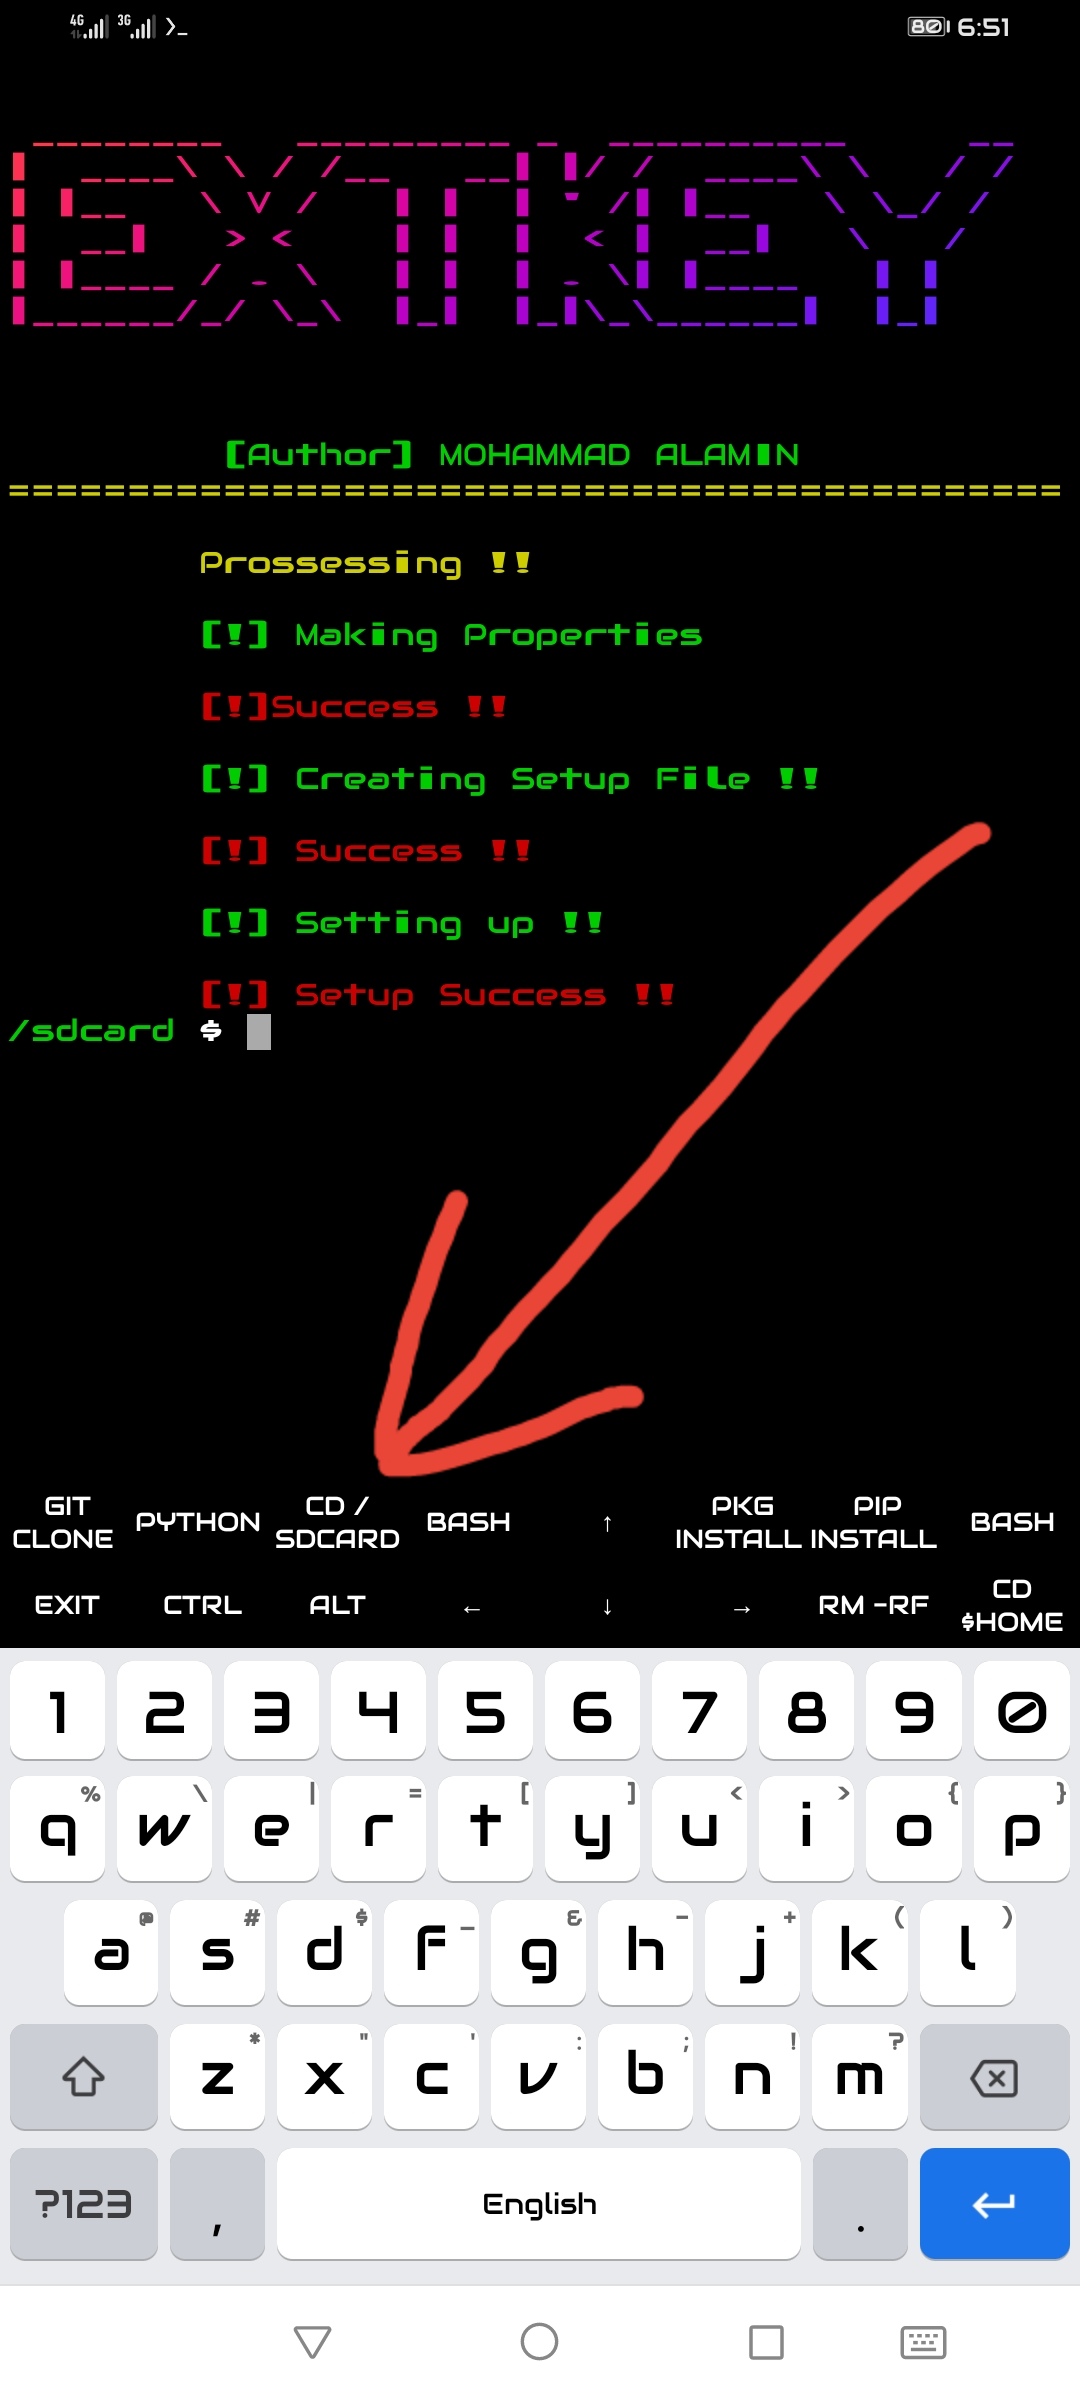 4G 3G 80 6:51
EXTKEY
[Author] MOHAMMAD ALAMIN
==========================================
Prossessing !!
[!] Making Properties
[!]Success !!
[!] Creating Setup File !!
[!] Success !!
[!] Setting up !!
[!] Setup Success !!
/sdcard $
GIT CLONE PYTHON CD / SDCARD BASH ↑ PKG INSTALL PIP INSTALL BASH
EXIT CTRL ALT ← ↓ → RM -RF CD $HOME
1 2 3 4 5 6 7 8 9 0
q % w \ e | r = t [ y ] u < i > o { p }
a @ s # d $ f _ g & h - j + k ( l )
z * x " c ' v : b ; n ! m ?
?123 , English .